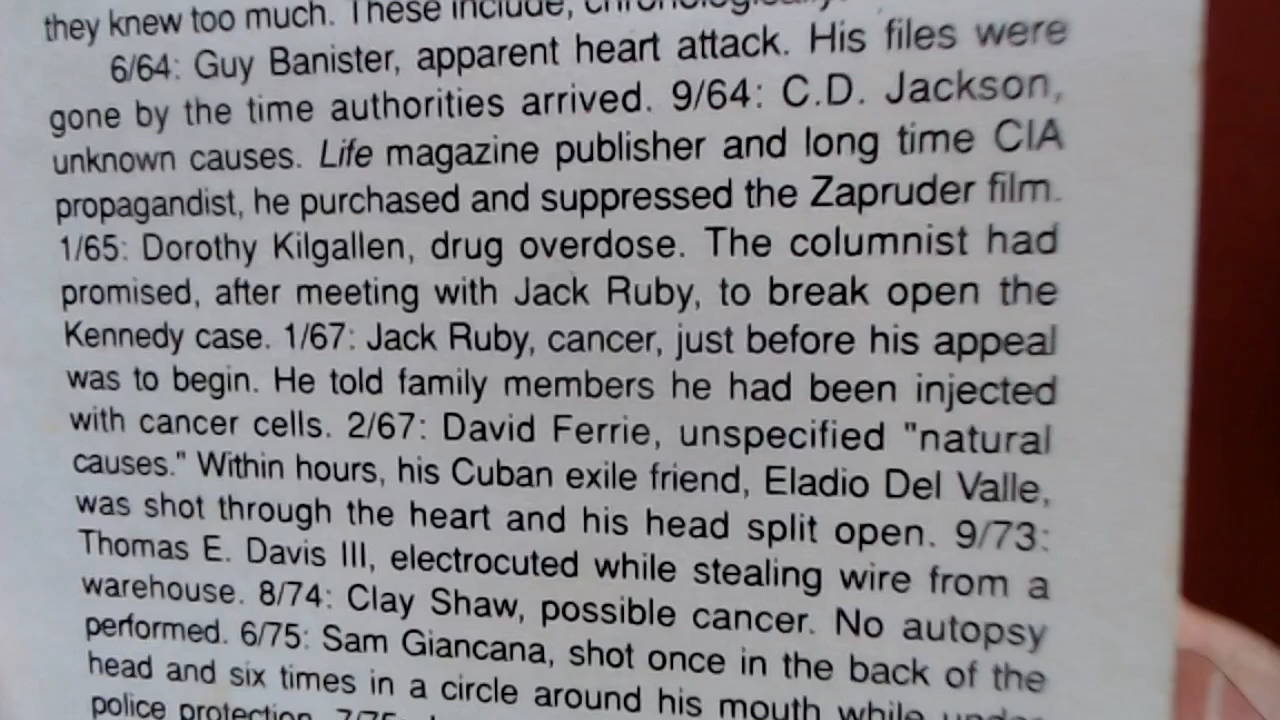 they knew too much. These include, chronologically:
6/64: Guy Banister, apparent heart attack. His files were
gone by the time authorities arrived. 9/64: C.D. Jackson,
unknown causes. Life magazine publisher and long time CIA
propagandist, he purchased and suppressed the Zapruder film.
1/65: Dorothy Kilgallen, drug overdose. The columnist had
promised, after meeting with Jack Ruby, to break open the
Kennedy case. 1/67: Jack Ruby, cancer, just before his appeal
was to begin. He told family members he had been injected
with cancer cells. 2/67: David Ferrie, unspecified "natural
causes." Within hours, his Cuban exile friend, Eladio Del Valle,
was shot through the heart and his head split open. 9/73:
Thomas E. Davis III, electrocuted while stealing wire from a
warehouse. 8/74: Clay Shaw, possible cancer. No autopsy
performed. 6/75: Sam Giancana, shot once in the back of the
head and six times in a circle around his mouth while under
police protection. 7/75: